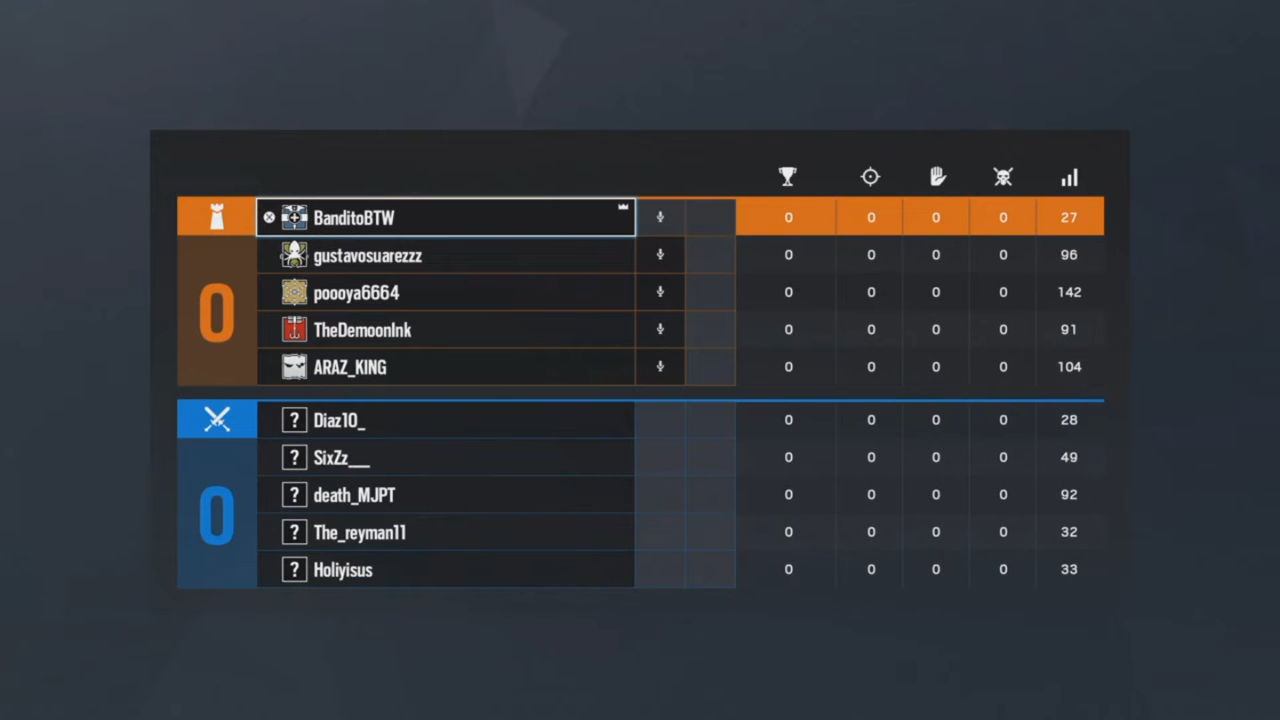 BanditoBTW 0 0 0 0 27
gustavosuarezzz 0 0 0 0 96
0 poooya6664 0 0 0 0 142
TheDemoonInk 0 0 0 0 91
ARAZ_KING 0 0 0 0 104
? Diaz10_ 0 0 0 0 28
? SixZz__ 0 0 0 0 49
0 ? death_MJPT 0 0 0 0 92
? The_reyman11 0 0 0 0 32
? Holiyisus 0 0 0 0 33